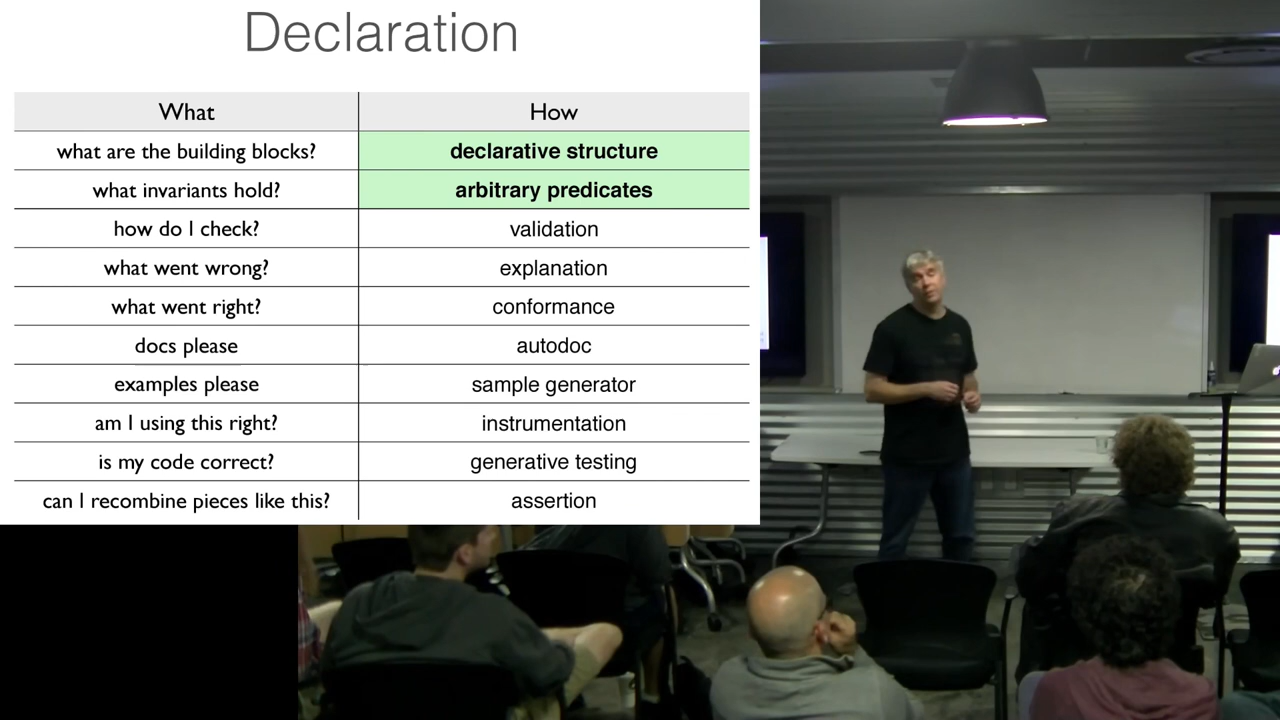 Declaration
What How
what are the building blocks? declarative structure
what invariants hold? arbitrary predicates
how do I check? validation
what went wrong? explanation
what went right? conformance
docs please autodoc
examples please sample generator
am I using this right? instrumentation
is my code correct? generative testing
can I recombine pieces like this? assertion